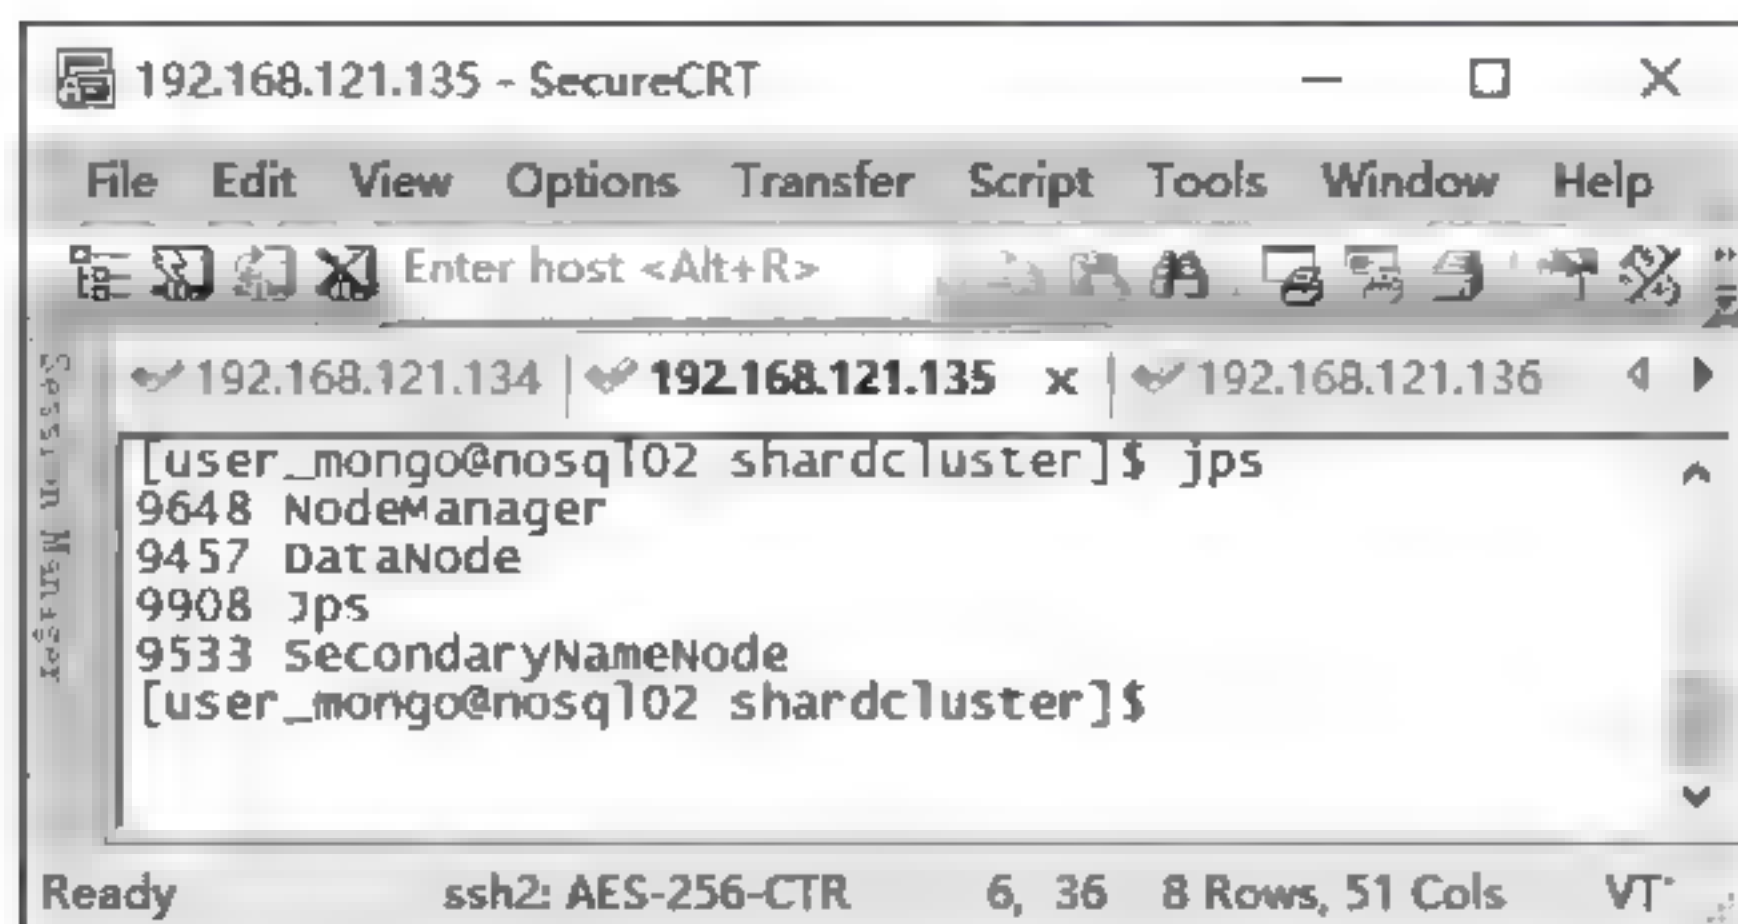 192.168.121.135 - SecureCRT
File Edit View Options Transfer Script Tools Window Help
Enter host <Alt+R>
192.168.121.134 192.168.121.135 x 192.168.121.136
Session Manager
[user_mongo@nosql02 shardcluster]$ jps
9648 NodeManager
9457 DataNode
9908 Jps
9533 SecondaryNameNode
[user_mongo@nosql02 shardcluster]$
Ready ssh2: AES-256-CTR 6, 36 8 Rows, 51 Cols VT